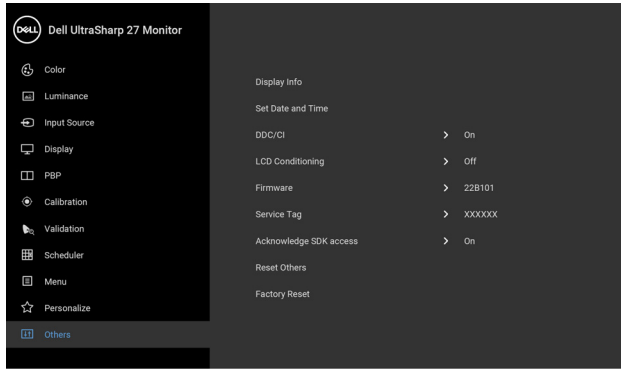 DELL Dell UltraSharp 27 Monitor
Color
Luminance
Input Source
Display
PBP
Calibration
Validation
Scheduler
Menu
Personalize
Others
Display Info
Set Date and Time
DDC/CI > On
LCD Conditioning > Off
Firmware > 22B101
Service Tag > XXXXXX
Acknowledge SDK access > On
Reset Others
Factory Reset